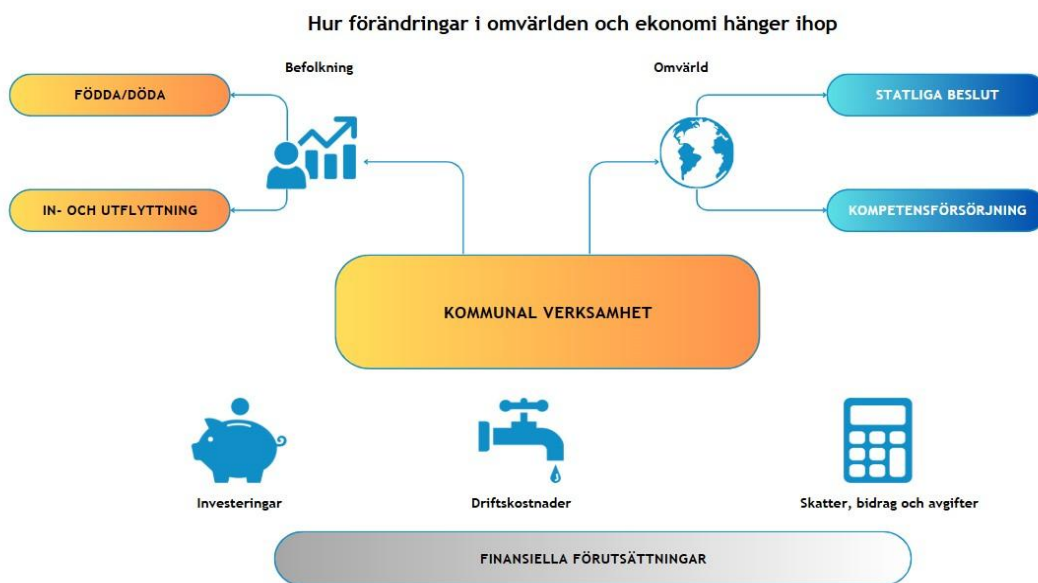 Hur förändringar i omvärlden och ekonomi hänger ihop
Befolkning
Omvärld
FÖDDA/DÖDA
STATLIGA BESLUT
IN- OCH UTFLYTTNING
KOMPETENSFÖRSÖRJNING
KOMMUNAL VERKSAMHET
Investeringar
Driftskostnader
Skatter, bidrag och avgifter
FINANSIELLA FÖRUTSÄTTNINGAR